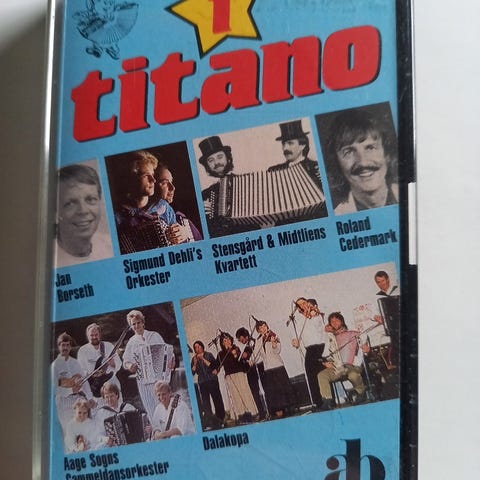 1
titano
Jan
Borseth
Sigmund Dehli's
Orkester
Stensgård & Midtliens
Kvartett
Roland
Cedermark
Aage Sogns
Gammeldansorkester
Dalakopa
ab